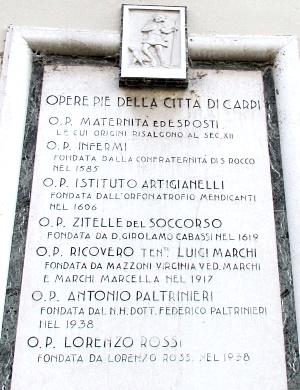 OPERE PIE DELLA CITTÀ DI CARPI
O.P. MATERNITÀ ED ESPOSTI
LE CUI ORIGINI RISALGONO AL SEC. XII
O.P. INFERMI
FONDATA DALLA CONFRATERNITÀ DI S. ROCCO
NEL 1585
O.P. ISTITUTO ARTIGIANELLI
FONDATA DALL'ORFONATROFIO MENDICANTI
NEL 1606
O.P. ZITELLE DEL SOCCORSO
FONDATA DA D. GIROLAMO CABASSI NEL 1619
O.P. RICOVERO TEN. LUIGI MARCHI
FONDATA DA MAZZONI VIRGINIA VED. MARCHI
E MARCHI MARCELLA NEL 1917
O.P. ANTONIO PALTRINIERI
FONDATA DAL N.H. DOTT. FEDERICO PALTRINIERI
NEL 1938
O.P. LORENZO ROSSI
FONDATA DA LORENZO ROSSI NEL 1938